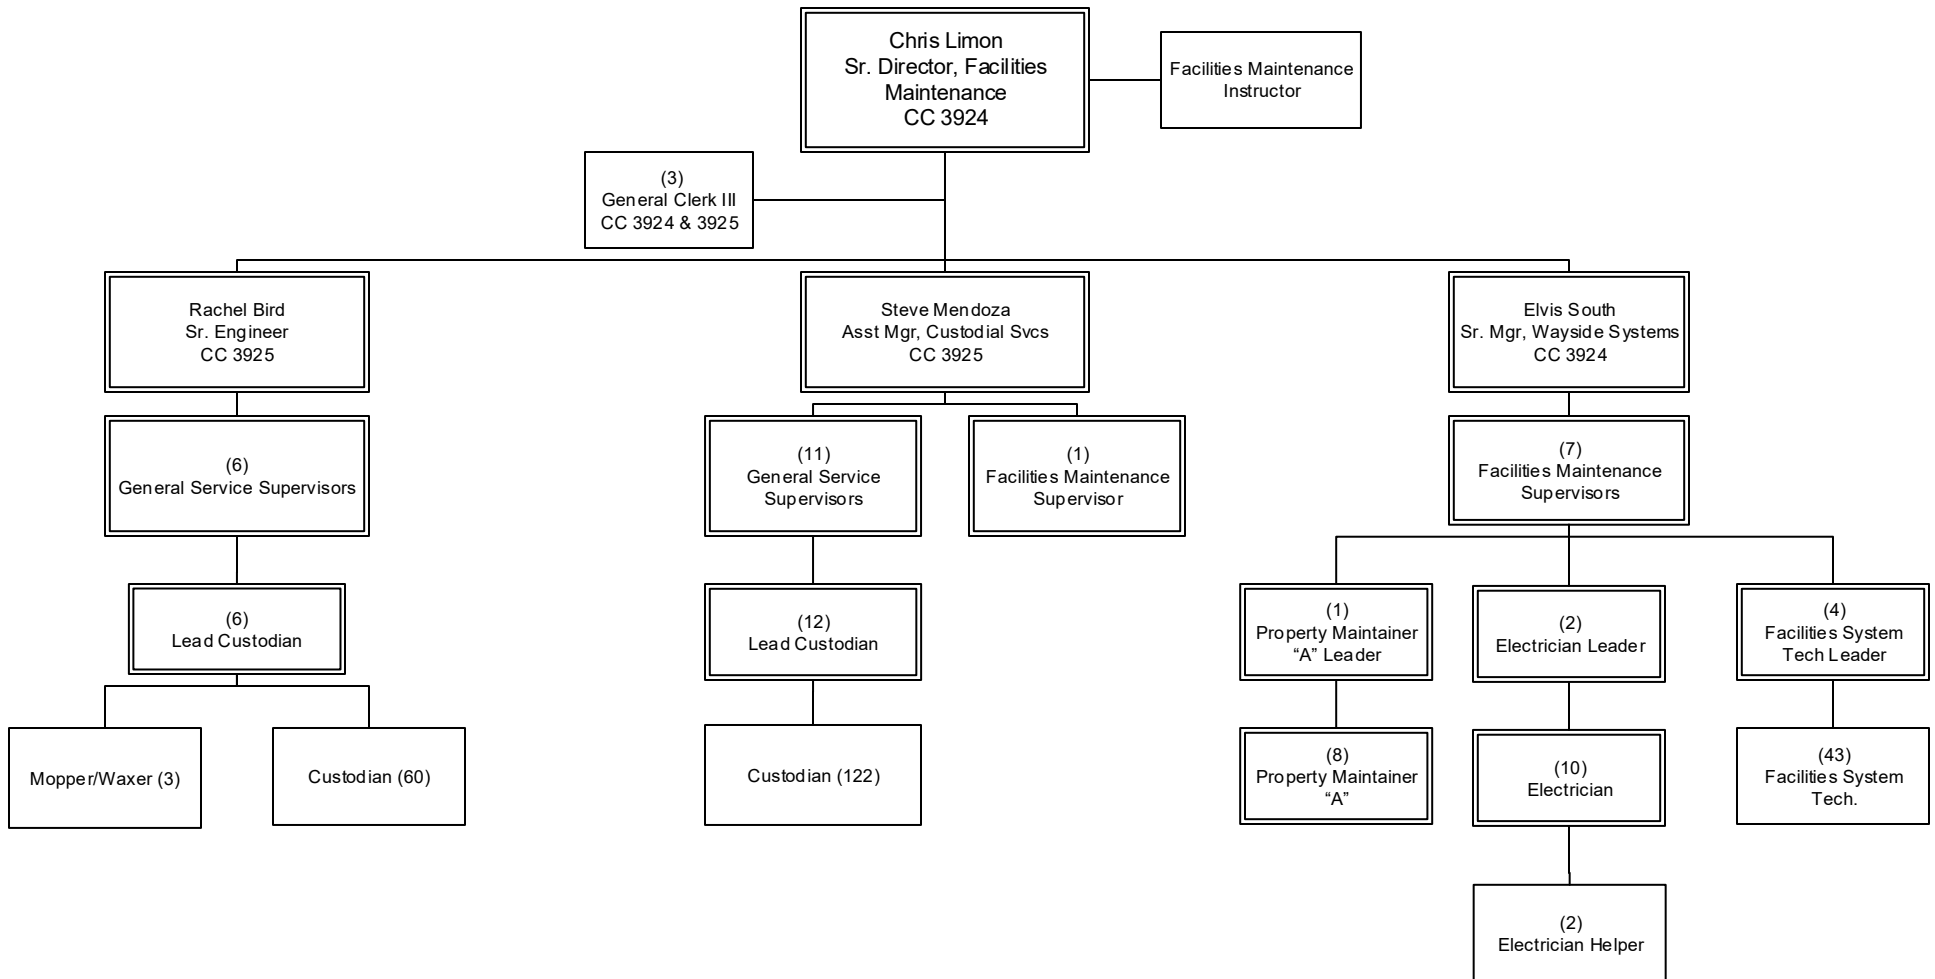 Chris Limon
Sr. Director, Facilities
Maintenance
CC 3924
Facilities Maintenance
Instructor
(3)
General Clerk III
CC 3924 & 3925
Rachel Bird
Sr. Engineer
CC 3925
Steve Mendoza
Asst Mgr, Custodial Svcs
CC 3925
Elvis South
Sr. Mgr, Wayside Systems
CC 3924
(6)
General Service Supervisors
(11)
General Service
Supervisors
(1)
Facilities Maintenance
Supervisor
(7)
Facilities Maintenance
Supervisors
(6)
Lead Custodian
(12)
Lead Custodian
(1)
Property Maintainer
“A” Leader
(2)
Electrician Leader
(4)
Facilities System
Tech Leader
Mopper/Waxer (3)
Custodian (60)
Custodian (122)
(8)
Property Maintainer
“A”
(10)
Electrician
(43)
Facilities System
Tech.
(2)
Electrician Helper